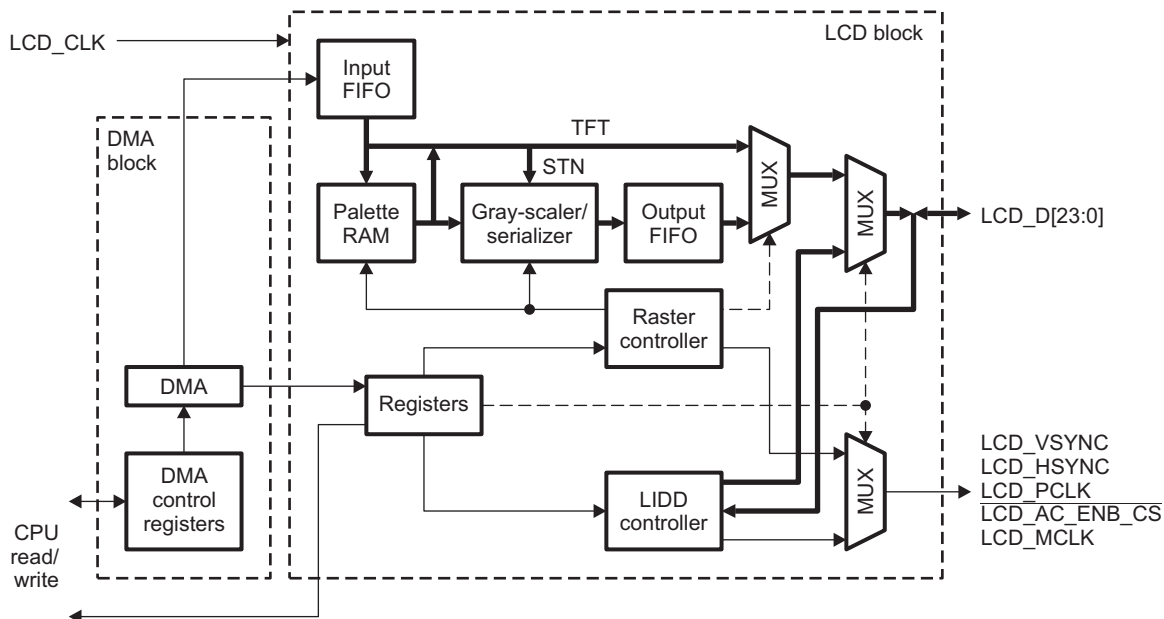 LCD_CLK
LCD block
Input
FIFO
DMA
block
TFT
STN
MUX
MUX
Palette
RAM
Gray-scaler/
serializer
Output
FIFO
LCD_D[23:0]
Raster
controller
DMA
Registers
DMA
control
registers
LIDD
controller
MUX
LCD_VSYNC
LCD_HSYNC
LCD_PCLK
LCD_AC_ENB_CS
LCD_MCLK
CPU
read/
write